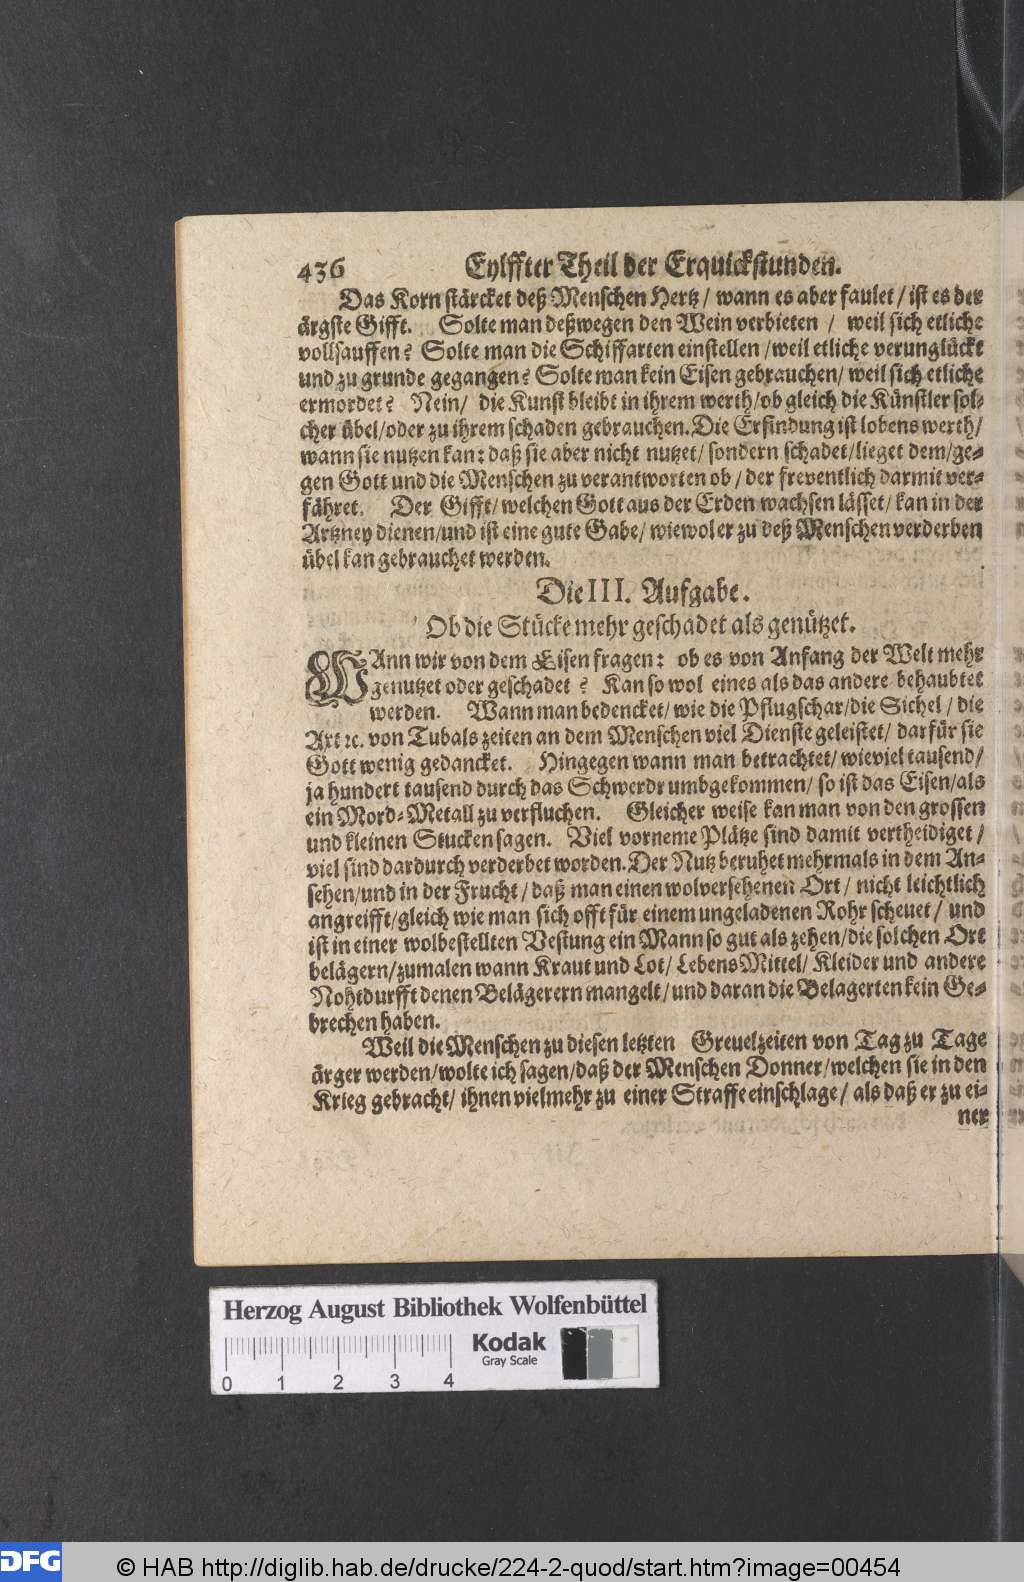 436 Eylffter Theil der Erquickstunden.
Das Korn stärcket deß Menschen Hertz / wann es aber faulet / ist es der
ärgste Gifft. Solte man deßwegen den Wein verbieten / weil sich etliche
vollsauffen? Solte man die Schiffarten einstellen / weil etliche verunglückt
und zu grunde gegangen? Solte man kein Eisen gebrauchen / weil sich etliche
ermordet? Nein / die Kunst bleibt in ihrem werth / ob gleich die Künstler sol-
cher übel / oder zu ihrem schaden gebrauchen. Die Erfindung ist lobens werth /
wann sie nutzen kan: daß sie aber nicht nutzet / sondern schadet / lieget dem / ge-
gen Gott und die Menschen zu verantworten ob / der freventlich darmit ver-
fähret. Der Gifft / welchen Gott aus der Erden wachsen lässet / kan in der
Artzney dienen / und ist eine gute Gabe / wiewol er zu deß Menschen verderben
übel kan gebrauchet werden.
Die III. Aufgabe.
Ob die Stücke mehr geschadet als genützet.
WAnn wir von dem Eisen fragen: ob es von Anfang der Welt mehr
genutzet oder geschadet? Kan so wol eines als das andere behaubtet
werden. Wann man bedencket / wie die Pflugschar / die Sichel / die
Axt ꝛc. von Tubals zeiten an dem Menschen viel Dienste geleistet / darfür sie
Gott wenig gedancket. Hingegen wann man betrachtet / wieviel tausend /
ja hundert tausend durch das Schwerdt umbgekommen / so ist das Eisen / als
ein Mord-Metall zu verfluchen. Gleicher weise kan man von den grossen
und kleinen Stucken sagen. Viel vorneme Plätze sind damit vertheidiget /
viel sind dardurch verderbet worden. Der Nutz beruhet mehrmals in dem An-
sehen / und in der Frucht / daß man einen wolversehenen Ort / nicht leichtlich
angreifft / gleich wie man sich offt für einem ungeladenen Rohr scheuet / und
ist in einer wolbestellten Vestung ein Mann so gut als zehen / die solchen Ort
belägern / zumalen wann Kraut und Lot / LebensMittel / Kleider und andere
Nohtdurfft denen Belägerern mangelt / und daran die Belagerten kein Ge-
brechen haben.
Weil die Menschen zu diesen letzten Greuelzeiten von Tag zu Tage
ärger werden / wolte ich sagen / daß der Menschen Donner / welchen sie in den
Krieg gebracht / ihnen vielmehr zu einer Straffe einschlage / als daß er zu ei-
ner
Herzog August Bibliothek Wolfenbüttel
Kodak
Gray Scale
0 1 2 3 4
DFG
© HAB http://diglib.hab.de/drucke/224-2-quod/start.htm?image=00454